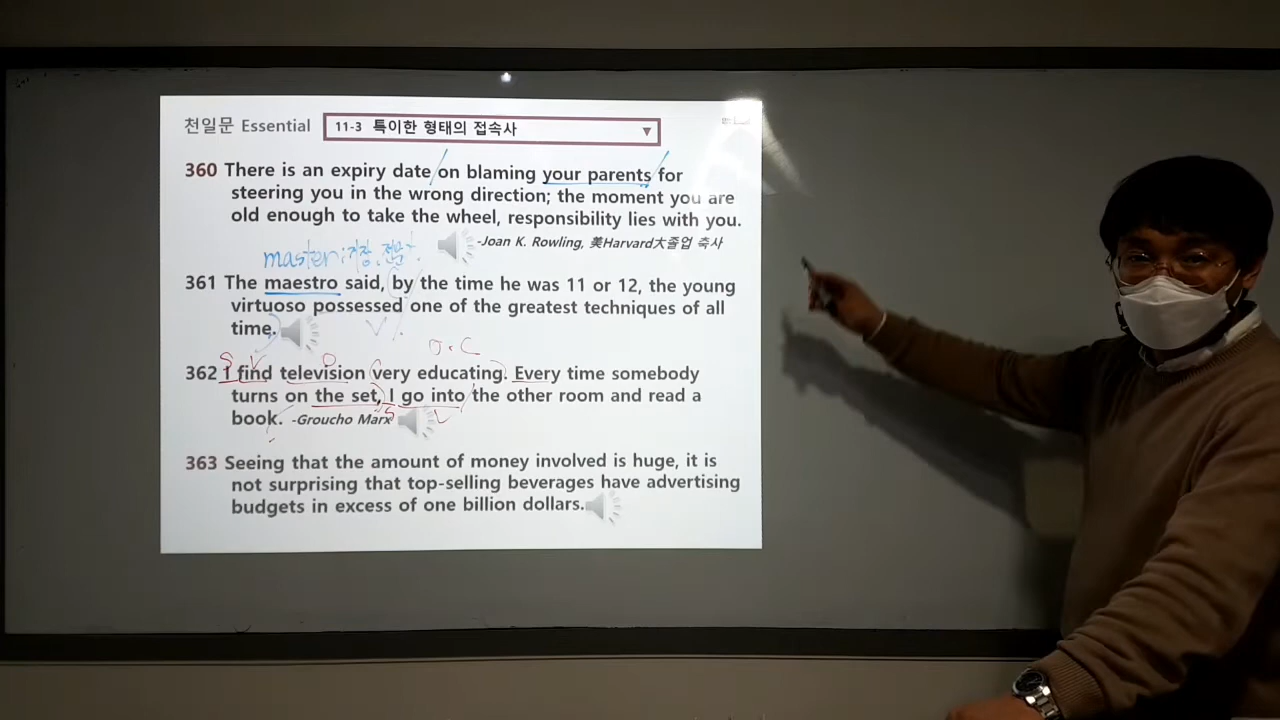 천일문 Essential
11-3 특이한 형태의 접속사 ▼
360 There is an expiry date on blaming your parents for
steering you in the wrong direction; the moment you are
old enough to take the wheel, responsibility lies with you.
-Joan K. Rowling, 美Harvard大졸업 축사
master:거장,
361 The maestro said, by the time he was 11 or 12, the young
virtuoso possessed one of the greatest techniques of all
time.
S V O O.C
362 I find television very educating. Every time somebody
turns on the set, I go into the other room and read a
S V
book. -Groucho Marx
363 Seeing that the amount of money involved is huge, it is
not surprising that top-selling beverages have advertising
budgets in excess of one billion dollars.